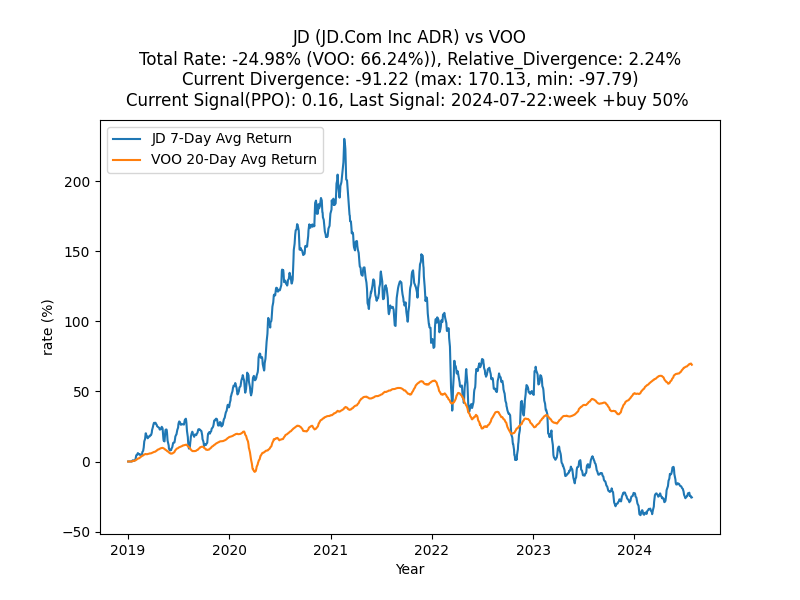 JD (JD.Com Inc ADR) vs VOO
Total Rate: -24.98% (VOO: 66.24%)), Relative_Divergence: 2.24%
Current Divergence: -91.22 (max: 170.13, min: -97.79)
Current Signal(PPO): 0.16, Last Signal: 2024-07-22:week +buy 50%
JD 7-Day Avg Return
VOO 20-Day Avg Return
rate (%)
200
150
100
50
0
−50
2019 2020 2021 2022 2023 2024
Year